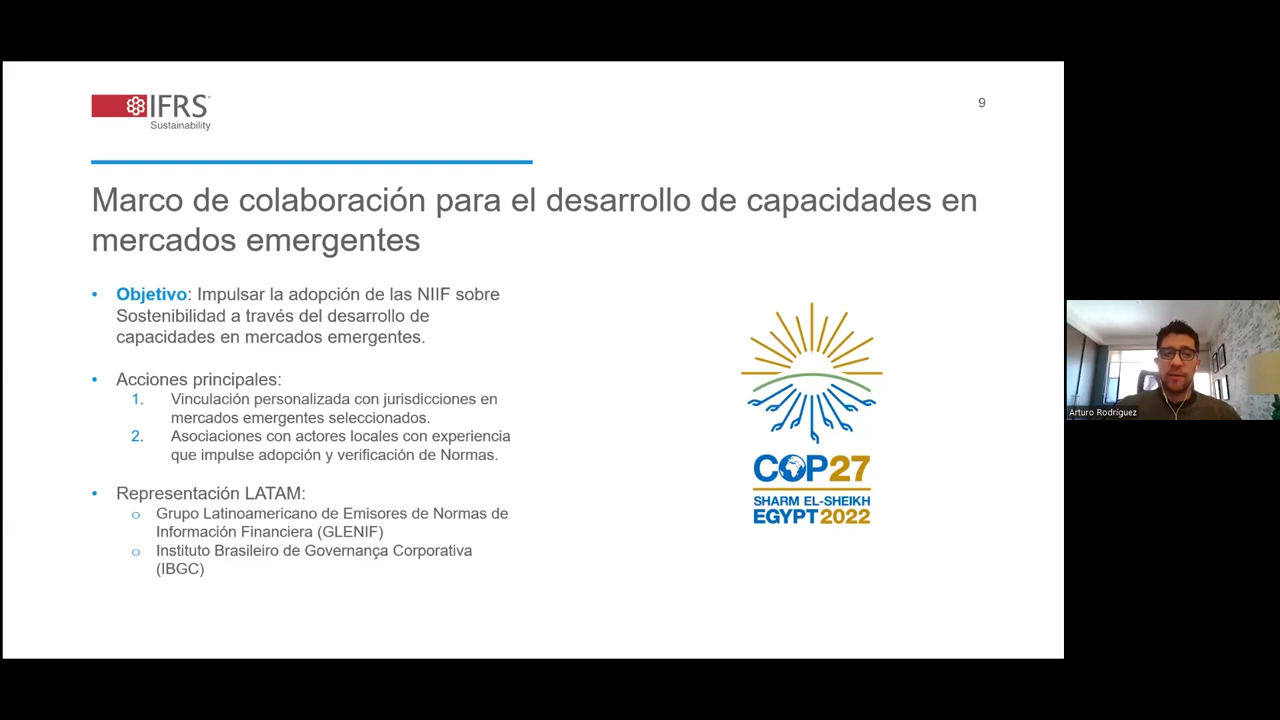 IFRS™
Sustainability
9
Marco de colaboración para el desarrollo de capacidades en
mercados emergentes
• Objetivo: Impulsar la adopción de las NIIF sobre
Sostenibilidad a través del desarrollo de
capacidades en mercados emergentes.
• Acciones principales:
1. Vinculación personalizada con jurisdicciones en
mercados emergentes seleccionados.
2. Asociaciones con actores locales con experiencia
que impulse adopción y verificación de Normas.
• Representación LATAM:
o Grupo Latinoamericano de Emisores de Normas de
Información Financiera (GLENIF)
o Instituto Brasileiro de Governança Corporativa
(IBGC)
COP27
SHARM EL-SHEIKH
EGYPT2022
Arturo Rodríguez